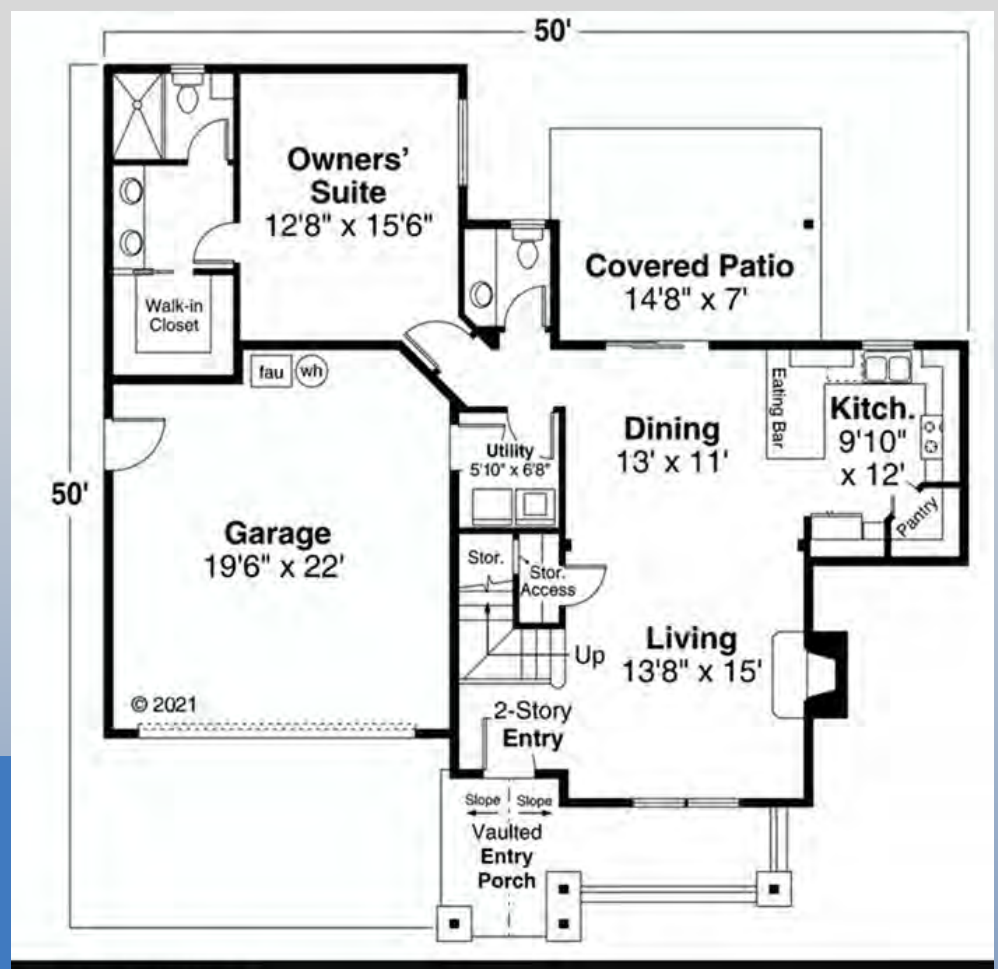 50'
Owners'
Suite
12'8" x 15'6"
Covered Patio
14'8" x 7'
Walk-in
Closet
fau
wh
Eating Bar
Kitch.
9'10"
x 12'
Dining
13' x 11'
Utility
5'10" x 6'8"
50'
Garage
19'6" x 22'
Pantry
Stor.
Stor.
Access
Up
Living
13'8" x 15'
© 2021
2-Story
Entry
Slope
Slope
Vaulted
Entry
Porch